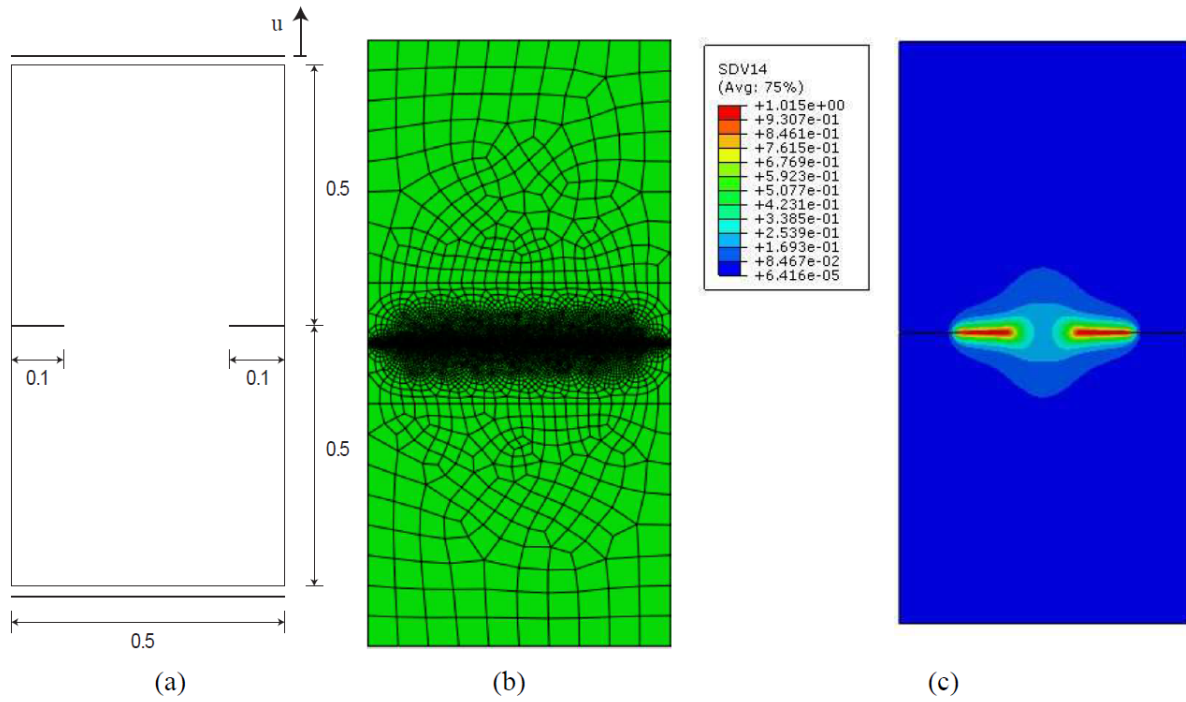 u
0.5
0.1
0.1
0.5
0.5
SDV14
(Avg: 75%)
+1.015e+00
+9.307e-01
+8.461e-01
+7.615e-01
+6.769e-01
+5.923e-01
+5.077e-01
+4.231e-01
+3.385e-01
+2.539e-01
+1.693e-01
+8.467e-02
+6.416e-05
(a)
(b)
(c)